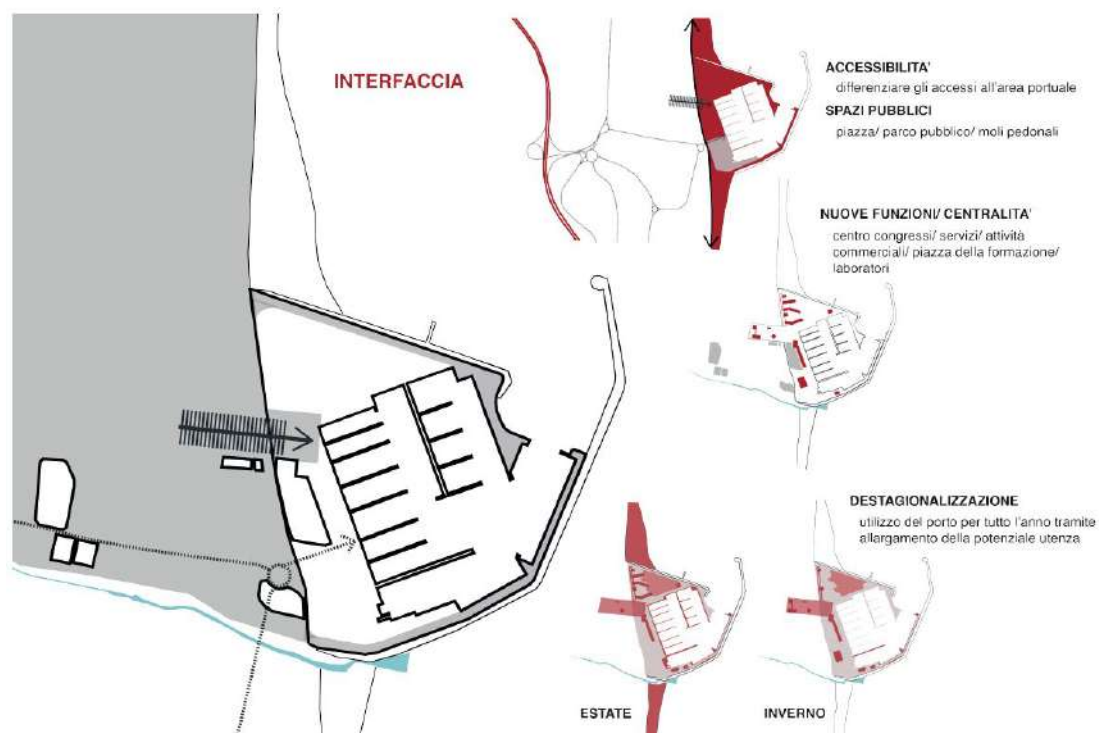 INTERFACCIA
ACCESSIBILITA'
differenziare gli accessi all'area portuale
SPAZI PUBBLICI
piazza/ parco pubblico/ moli pedonali
NUOVE FUNZIONI/ CENTRALITA'
centro congressi/ servizi/ attività
commerciali/ piazza della formazione/
laboratori
DESTAGIONALIZZAZIONE
utilizzo del porto per tutto l'anno tramite
allargamento della potenziale utenza
ESTATE
INVERNO